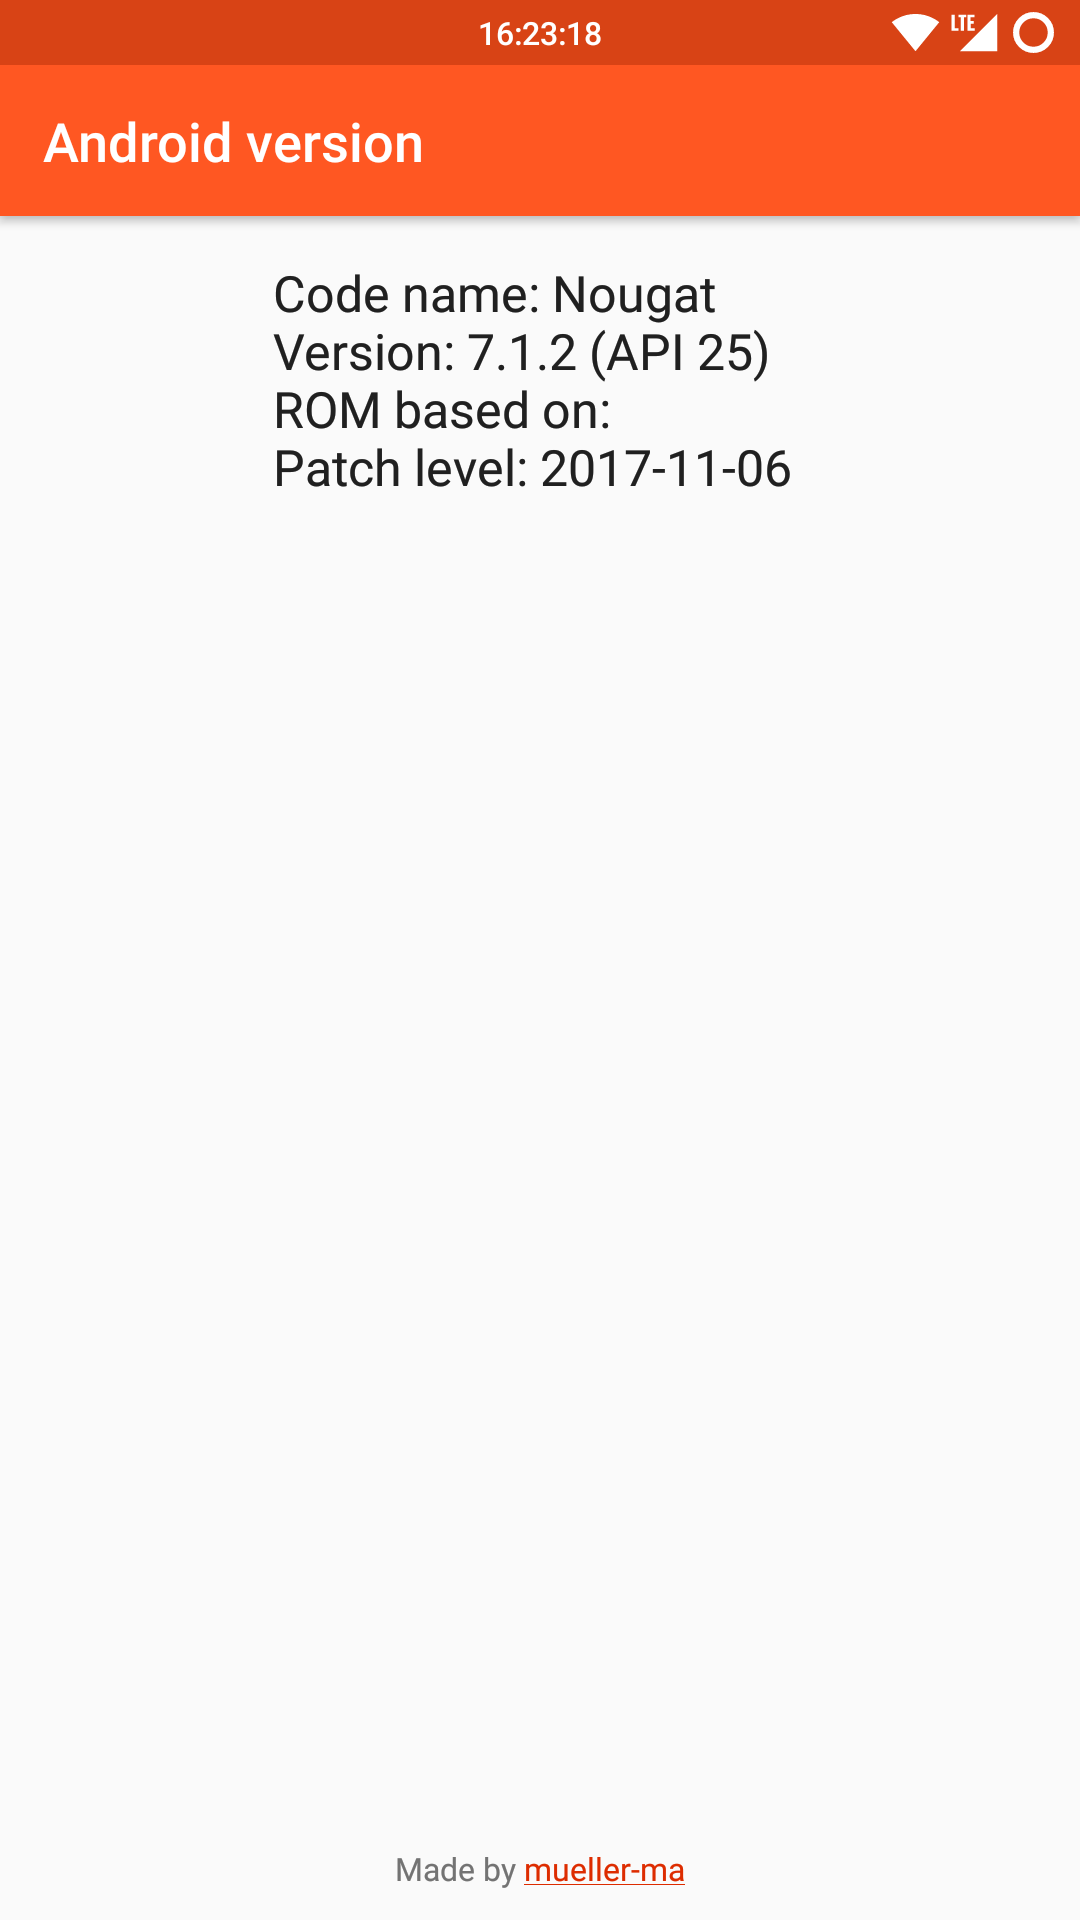 16:23:18
LTE
Android version
Code name: Nougat
Version: 7.1.2 (API 25)
ROM based on:
Patch level: 2017-11-06
Made by mueller-ma